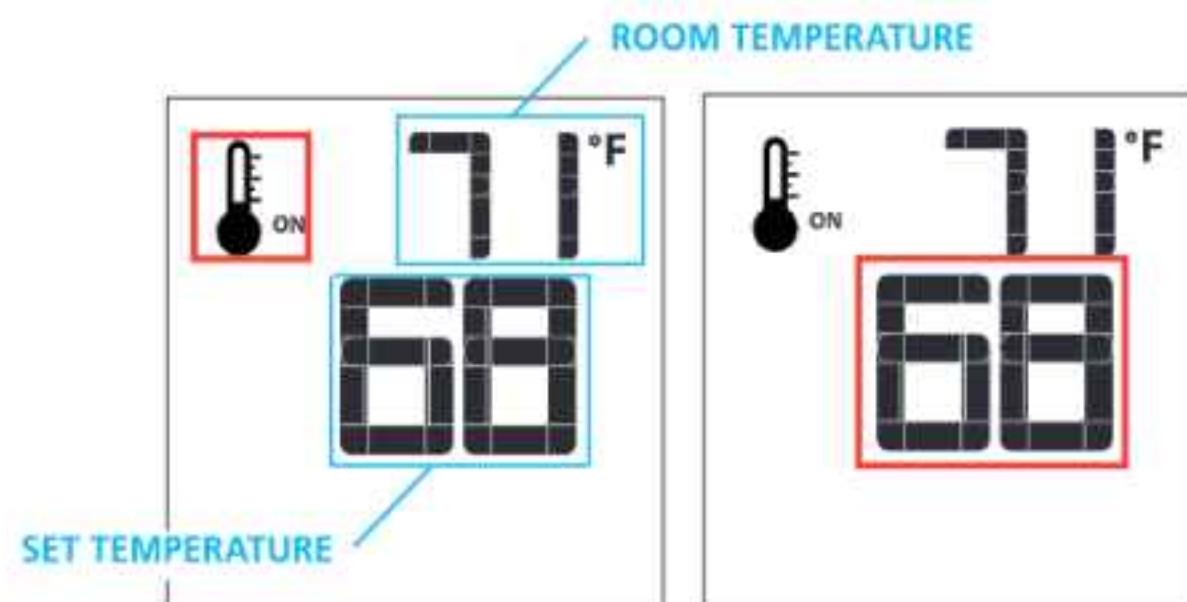 ROOM TEMPERATURE
71 °F
ON
68
SET TEMPERATURE
71 °F
ON
68